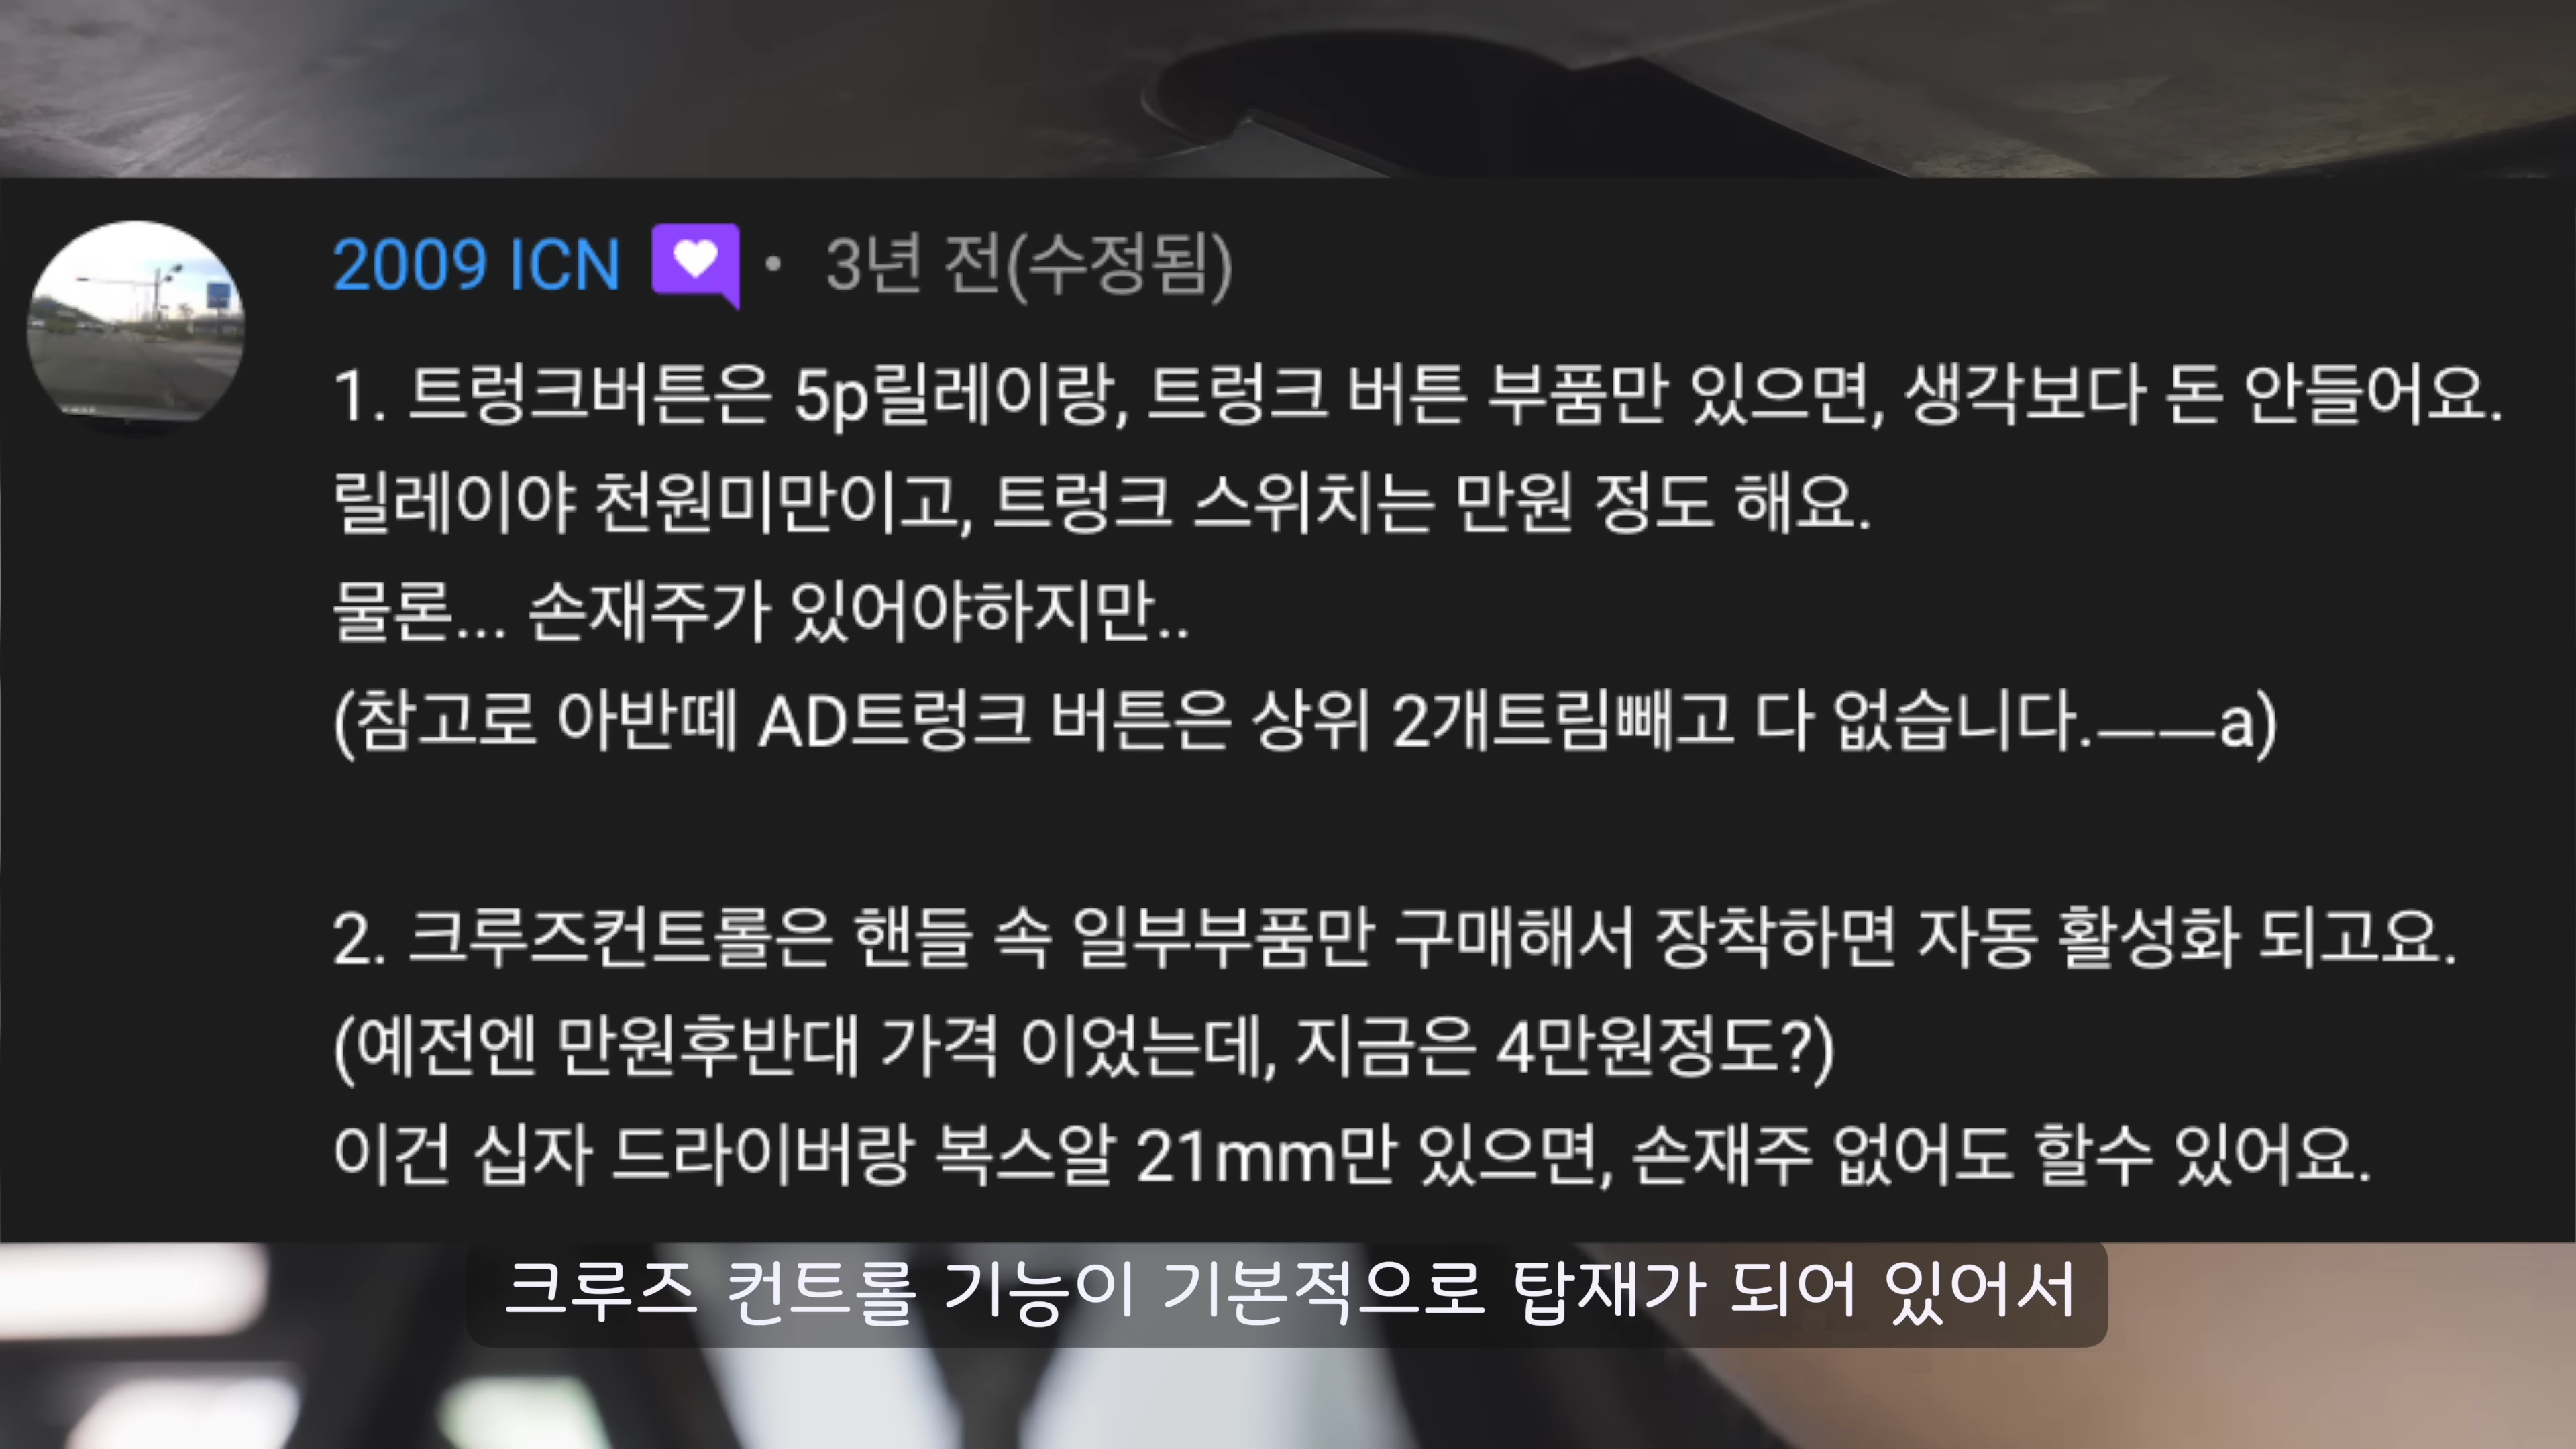 2009 ICN • 3년 전(수정됨)
1. 트렁크버튼은 5p릴레이랑, 트렁크 버튼 부품만 있으면, 생각보다 돈 안들어요.
릴레이야 천원미만이고, 트렁크 스위치는 만원 정도 해요.
물론... 손재주가 있어야하지만..
(참고로 아반떼 AD트렁크 버튼은 상위 2개트림빼고 다 없습니다.ㅡㅡa)
2. 크루즈컨트롤은 핸들 속 일부부품만 구매해서 장착하면 자동 활성화 되고요.
(예전엔 만원후반대 가격 이었는데, 지금은 4만원정도?)
이건 십자 드라이버랑 복스알 21mm만 있으면, 손재주 없어도 할수 있어요.
크루즈 컨트롤 기능이 기본적으로 탑재가 되어 있어서